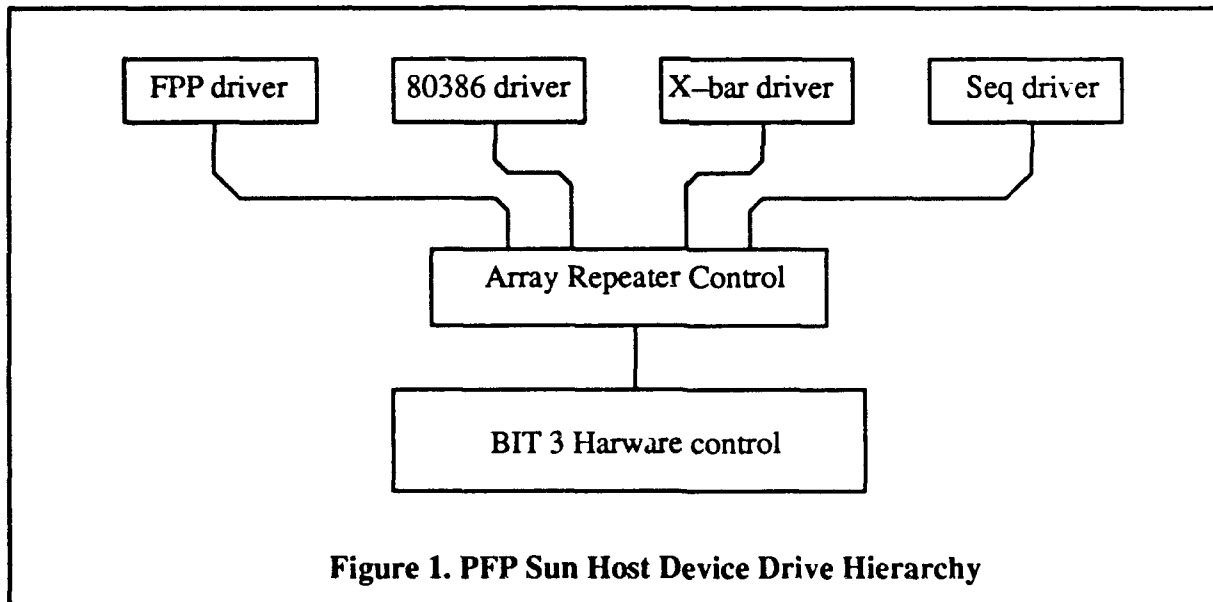 FPP driver
80386 driver
X–bar driver
Seq driver
Array Repeater Control
BIT 3 Harware control
Figure 1. PFP Sun Host Device Drive Hierarchy